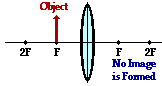 Object
2F F F 2F
No Image
is Formed